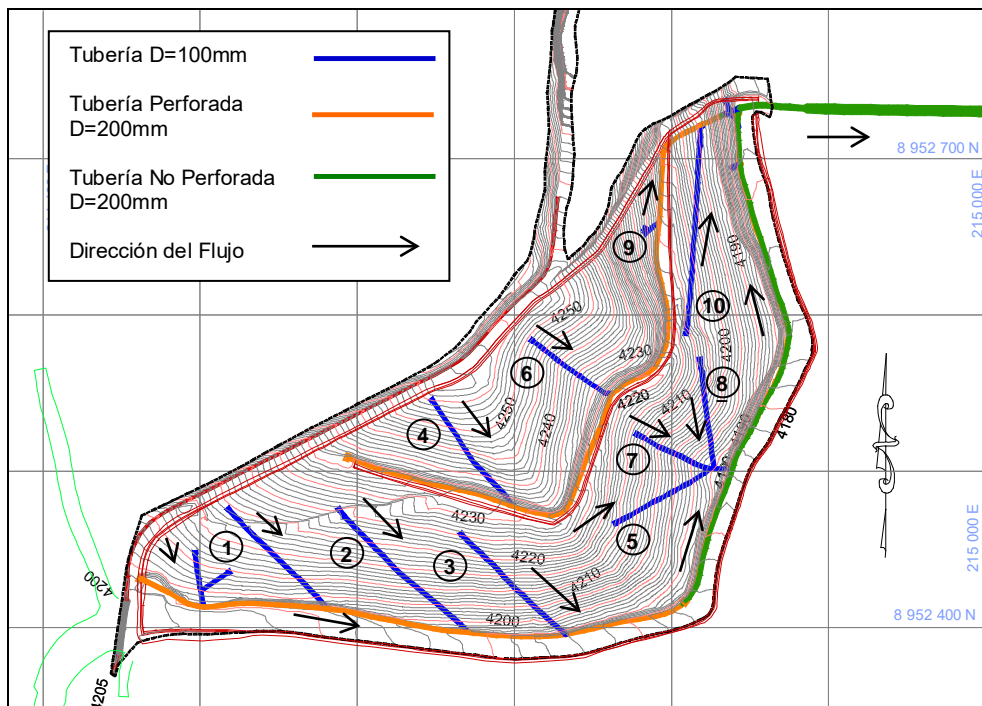 Tubería D=100mm
Tubería Perforada
D=200mm
Tubería No Perforada
D=200mm
Dirección del Flujo
8 952 700 N
215 000 E
4190
9
4250
10
4230
4200
6
4220
4210
8
4250
4240
4180
4
7
4230
5
1
2
3
4220
4210
215 000 E
4200
4200
8 952 400 N
4205